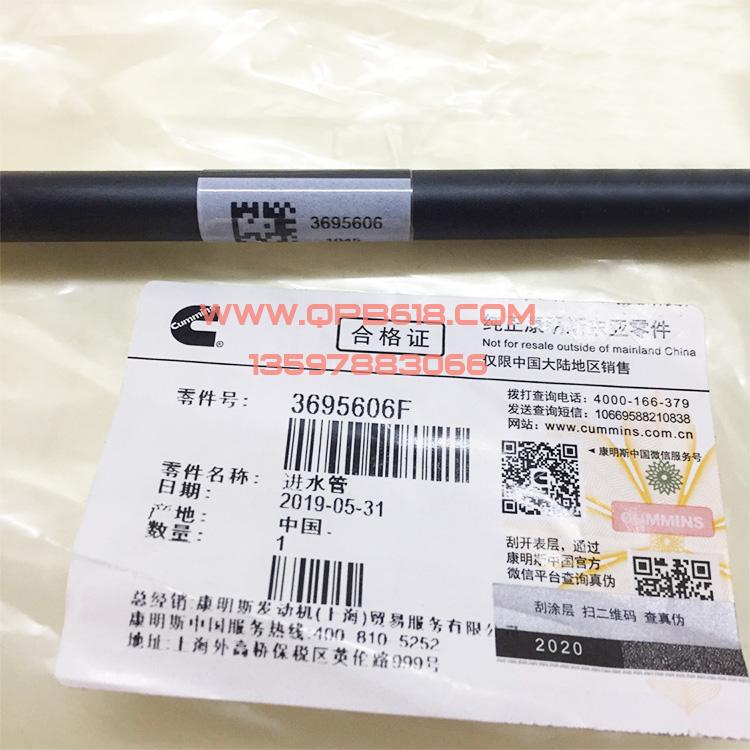 3695606
WWW.QPB618.COM
13597883066
Cummins
®
合格证
纯正康明斯
零件
Not for resale outside of mainland China
仅限中国大陆地区销售
零件号: 3695606F
拨打查询电话: 4000-166-379
发送查询短信: 10669588210838
网站: www.cummins.com.cn
康明斯中国微信服务号
零件名称: 进水管
日期: 2019-05-31
产地: 中国
数量: 1
CUMMINS
刮开表层，通过
康明斯中国官方
微信平台查询真伪
刮涂层 扫二维码 查真伪
2020
总经销:康明斯发动机(上海)贸易服务有限公
康明斯中国服务热线:400 810 5252
地址:上海外高桥保税区英伦路999号